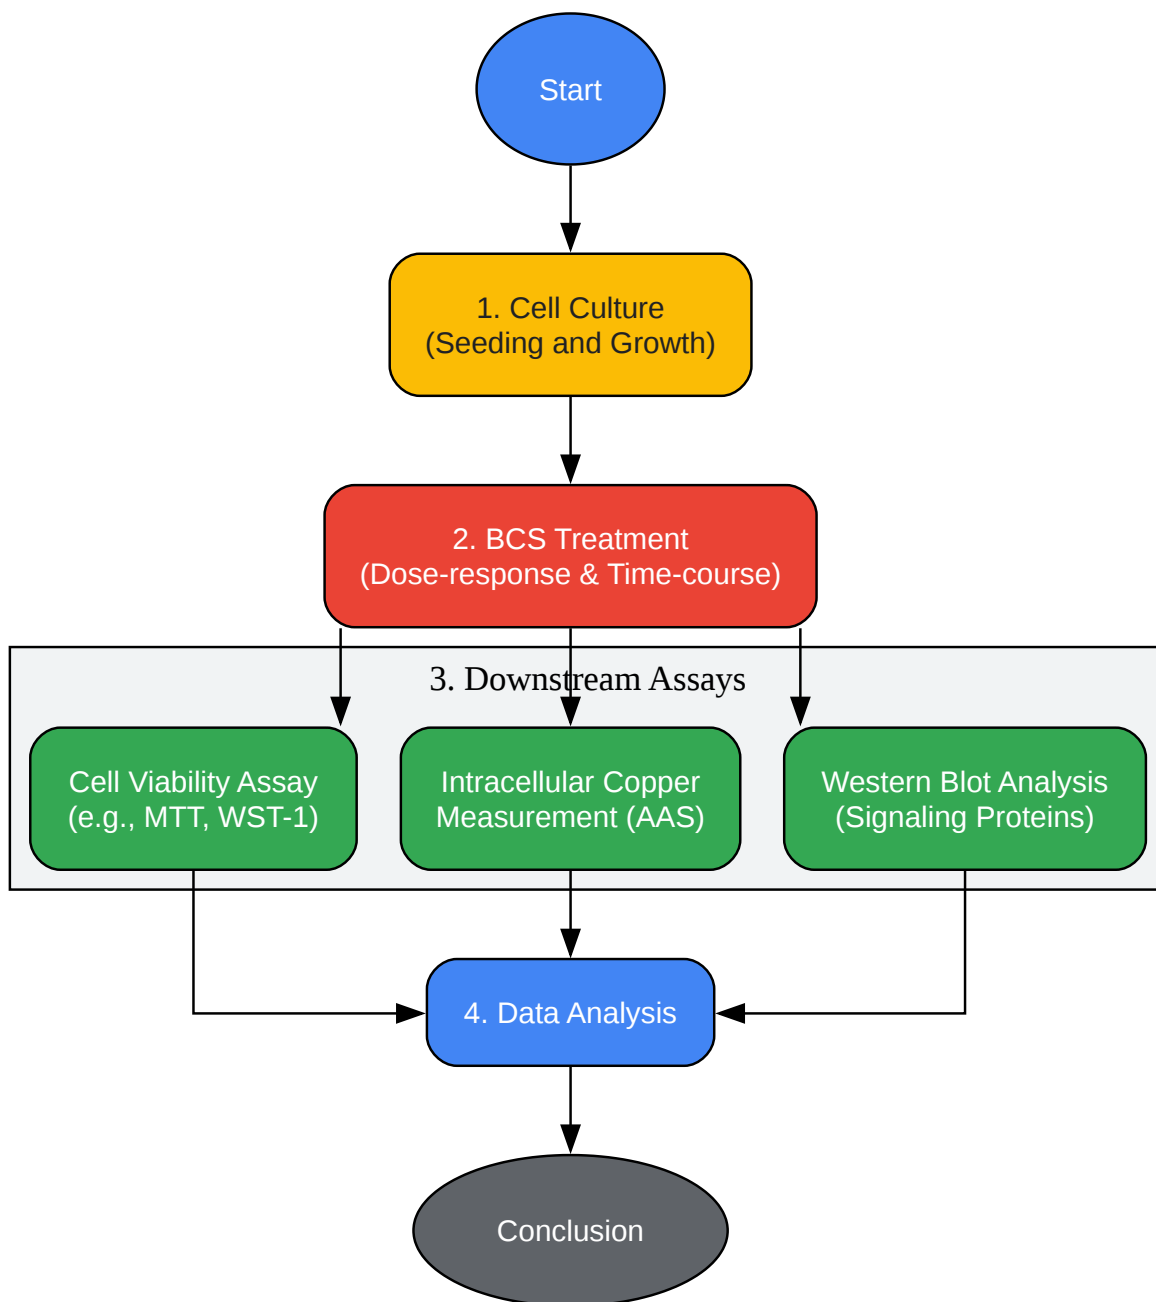 Start
1. Cell Culture
(Seeding and Growth)
2. BCS Treatment
(Dose-response & Time-course)
3. Downstream Assays
Cell Viability Assay
(e.g., MTT, WST-1)
Intracellular Copper
Measurement (AAS)
Western Blot Analysis
(Signaling Proteins)
4. Data Analysis
Conclusion